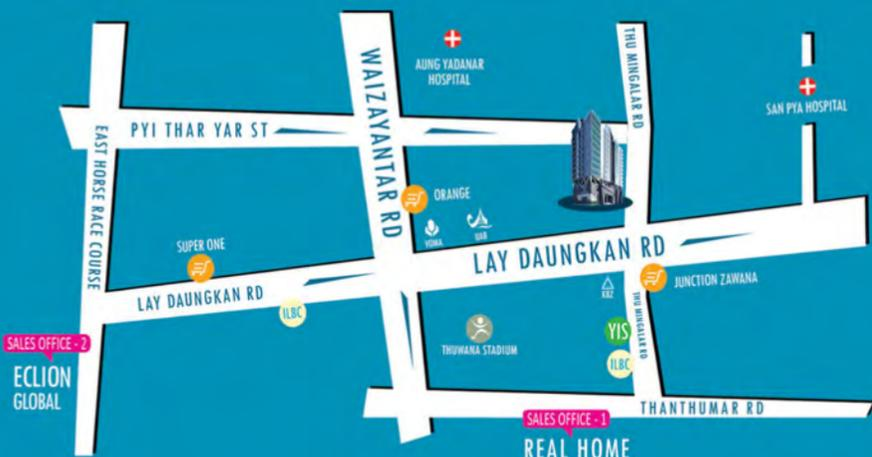 AUNG YADANAR
HOSPITAL
THU MINGALAR RD
SAN PYA HOSPITAL
WAIZAYANTAR RD
PYI THAR YAR ST
EAST HORSE RACE COURSE
ORANGE
YOMA
UAB
SUPER ONE
LAY DAUNGKAN RD
JUNCTION ZAWANA
KBZ
LAY DAUNGKAN RD
ILBC
THU MINGALAR RD
YIS
THUWANA STADIUM
ILBC
SALES OFFICE - 2
ECLION
GLOBAL
THANTHUMAR RD
SALES OFFICE - 1
REAL HOME